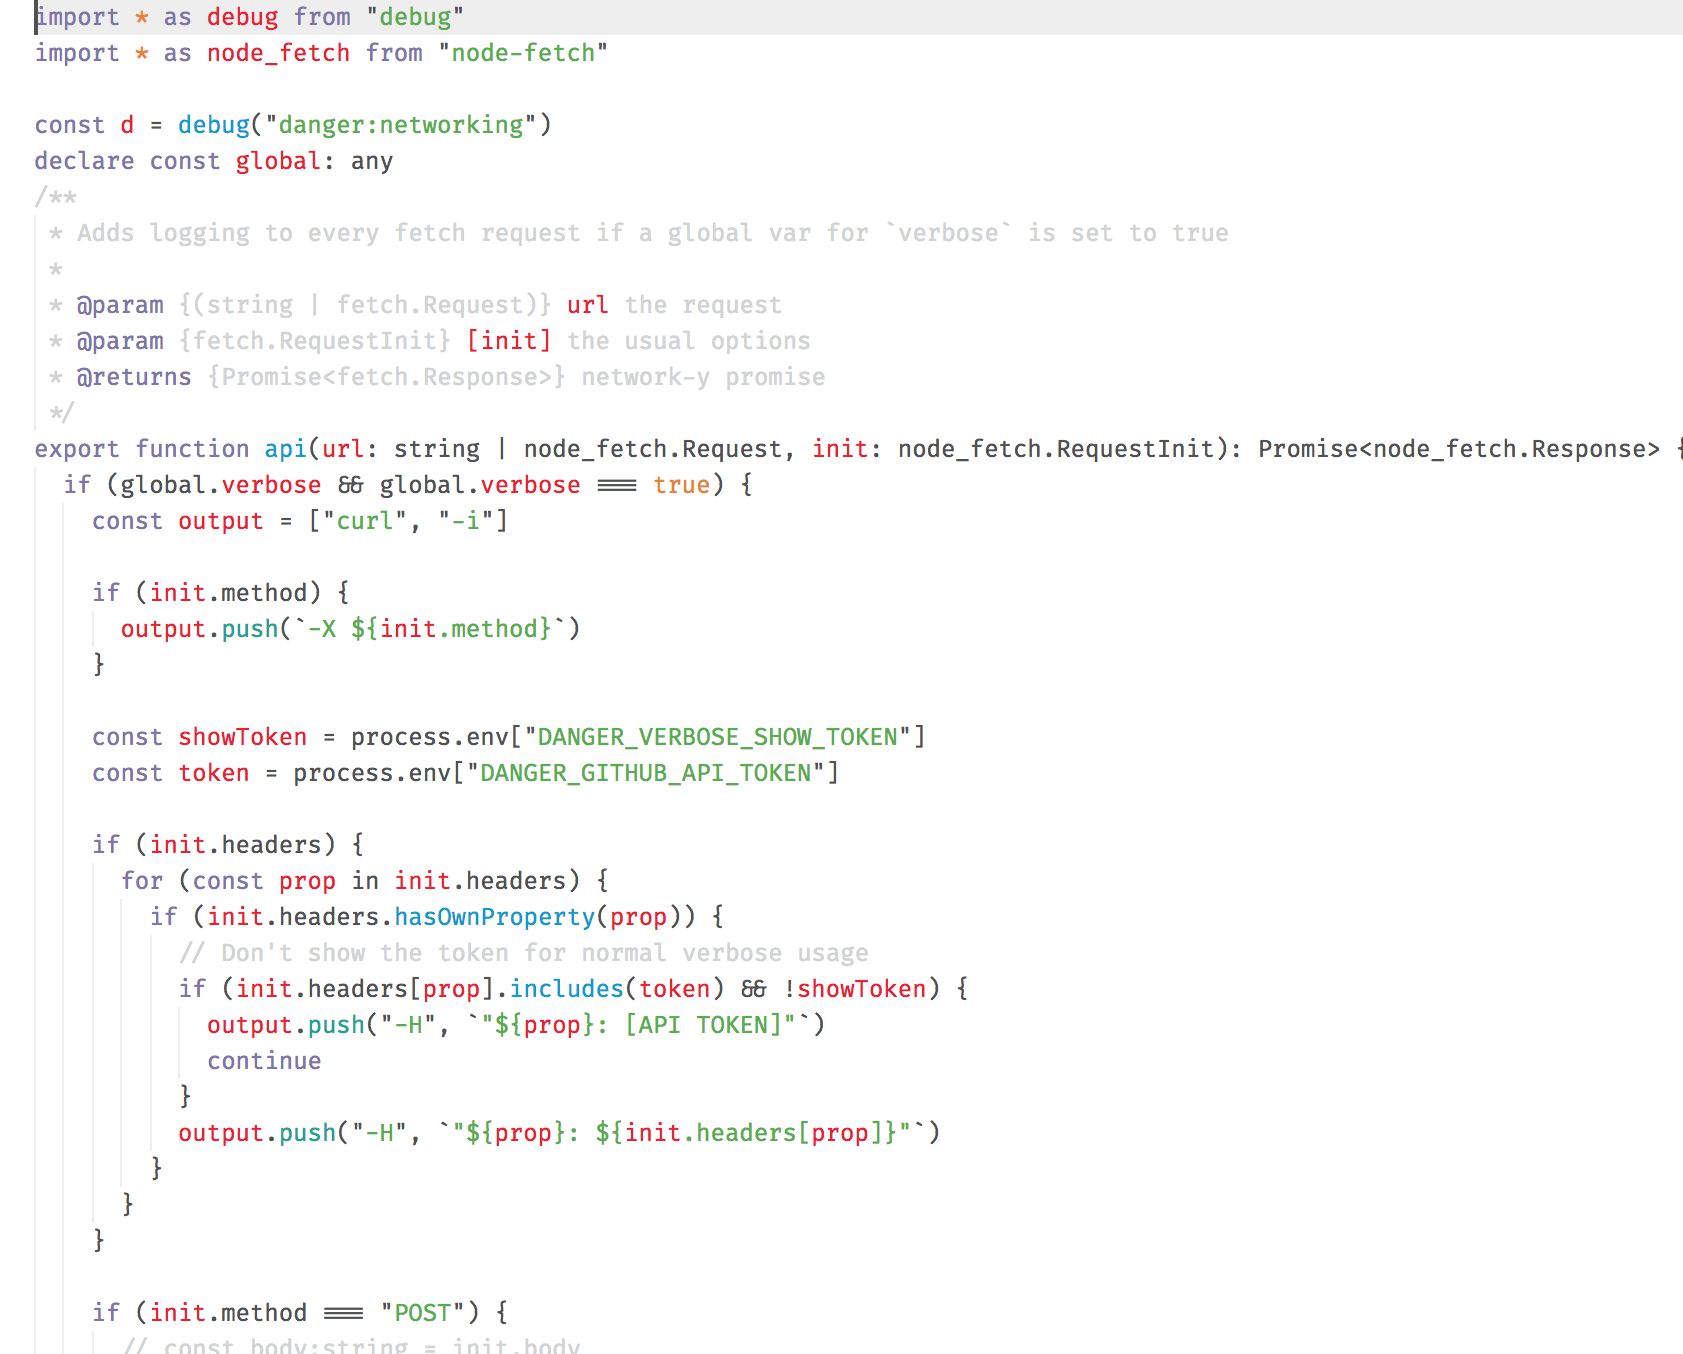 import * as debug from "debug"
import * as node_fetch from "node-fetch"
const d = debug("danger:networking")
declare const global: any
/**
* Adds logging to every fetch request if a global var for `verbose` is set to true
*
* @param {(string | fetch.Request)} url the request
* @param {fetch.RequestInit} [init] the usual options
* @returns {Promise<fetch.Response>} network-y promise
*/
export function api(url: string | node_fetch.Request, init: node_fetch.RequestInit): Promise<node_fetch.Response> {
if (global.verbose && global.verbose === true) {
const output = ["curl", "-i"]
if (init.method) {
output.push(`-X ${init.method}`)
}
const showToken = process.env["DANGER_VERBOSE_SHOW_TOKEN"]
const token = process.env["DANGER_GITHUB_API_TOKEN"]
if (init.headers) {
for (const prop in init.headers) {
if (init.headers.hasOwnProperty(prop)) {
// Don't show the token for normal verbose usage
if (init.headers[prop].includes(token) && !showToken) {
output.push("-H", `"${prop}: [API TOKEN]"`)
continue
}
output.push("-H", `"${prop}: ${init.headers[prop]}"`)
}
}
}
if (init.method === "POST") {
// const body:string = init.body